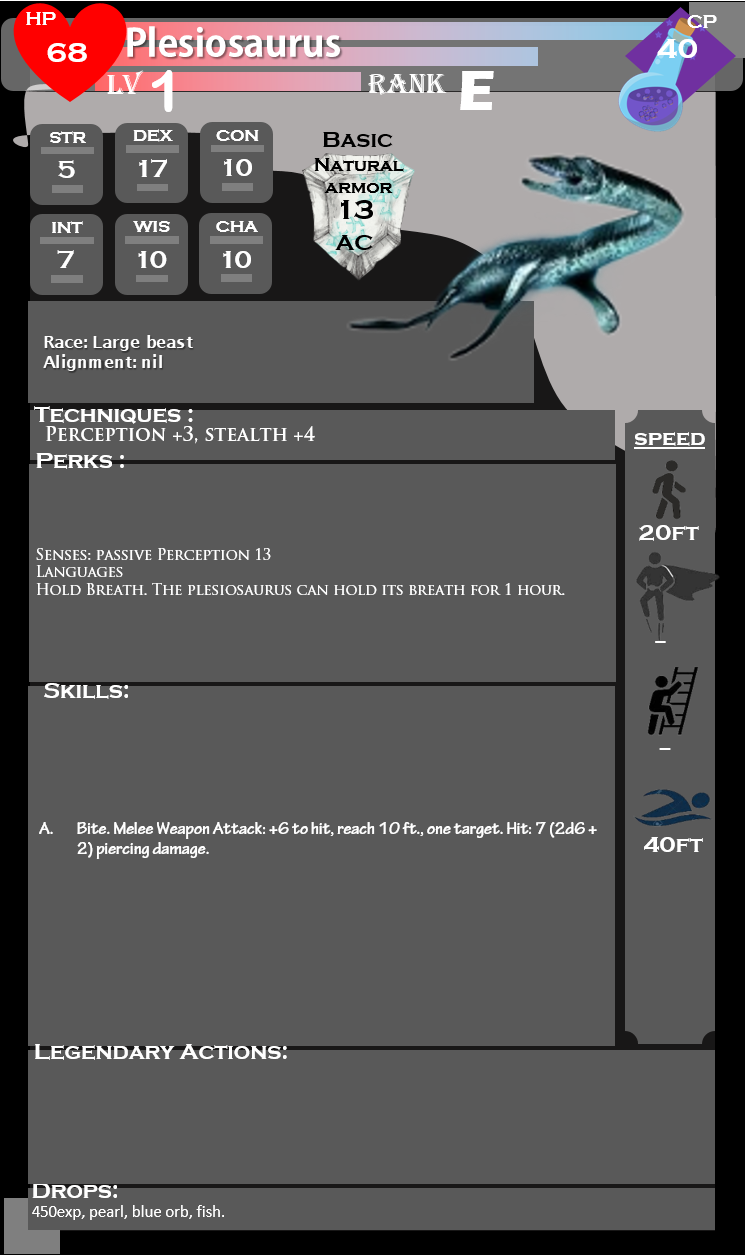 HP
68
Plesiosaurus
CP
40
LV 1
RANK E
STR
5
DEX
17
CON
10
INT
7
WIS
10
CHA
10
Basic
Natural
armor
13
AC
Race: Large beast
Alignment: nil
Techniques :
Perception +3, stealth +4
Perks :
Senses: passive Perception 13
Languages
Hold Breath. The plesiosaurus can hold its breath for 1 hour.
Skills:
A. Bite. Melee Weapon Attack: +6 to hit, reach 10 ft., one target. Hit: 7 (2d6 +
2) piercing damage.
SPEED
20FT
–
–
40FT
Legendary Actions:
Drops:
450exp, pearl, blue orb, fish.